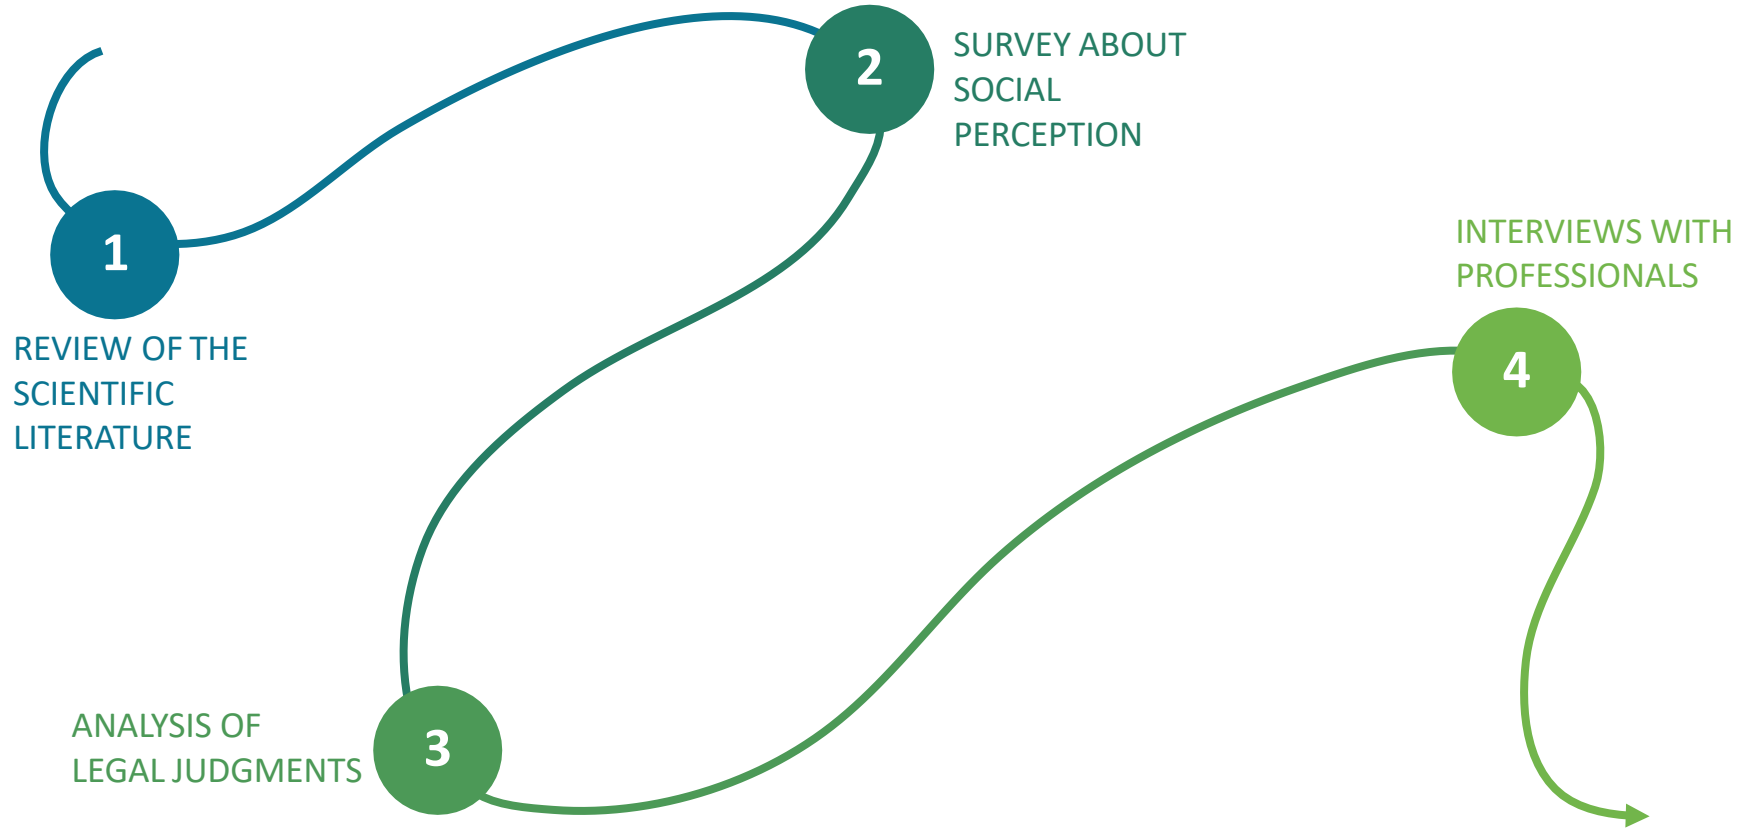 1
REVIEW OF THE
SCIENTIFIC
LITERATURE
2
SURVEY ABOUT
SOCIAL
PERCEPTION
3
ANALYSIS OF
LEGAL JUDGMENTS
4
INTERVIEWS WITH
PROFESSIONALS